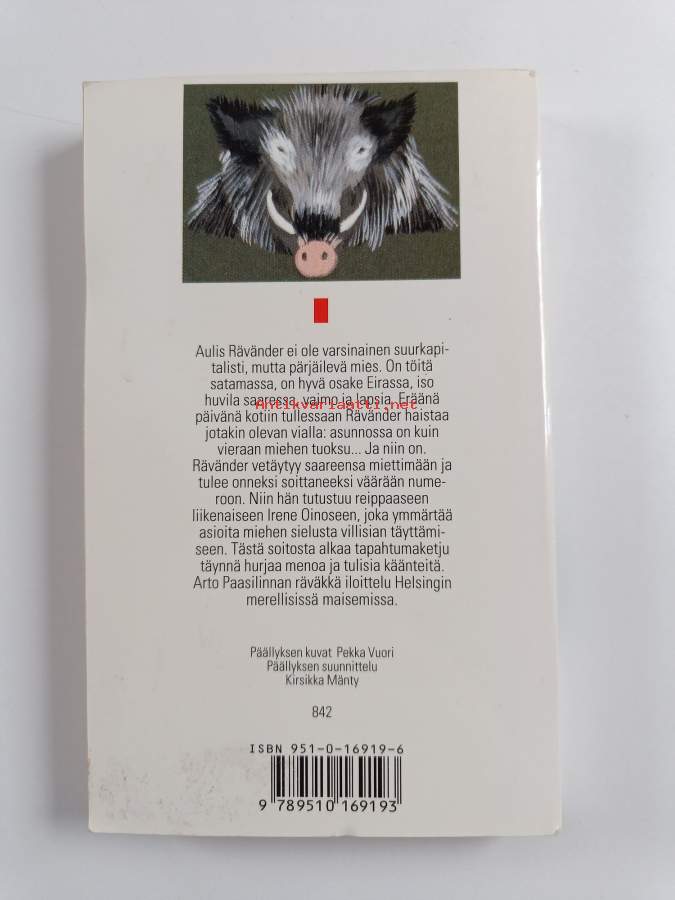 Aulis Rävänder ei ole varsinainen suurkapi-
talisti, mutta pärjäilevä mies. On töitä
satamassa, on hyvä osake Eirassa, iso
huvila saaressa, vaimo ja lapsia. Eräänä
Antikvariaatti.net
päivänä kotiin tullessaan Rävänder haistaa
jotakin olevan vialla: asunnossa on kuin
vieraan miehen tuoksu... Ja niin on.
Rävänder vetäytyy saareensa miettimään ja
tulee onneksi soittaneeksi väärään nume-
roon. Niin hän tutustuu reippaaseen
liikenaiseen Irene Oinoseen, joka ymmärtää
asioita miehen sielusta villisian täyttämi-
seen. Tästä soitosta alkaa tapahtumaketju
täynnä hurjaa menoa ja tulisia käänteitä.
Arto Paasilinnan räväkkä iloittelu Helsingin
merellisissä maisemissa.
Päällyksen kuvat Pekka Vuori
Päällyksen suunnittelu
Kirsikka Mänty
842
ISBN 951-0-16919-6
9 789510 169193